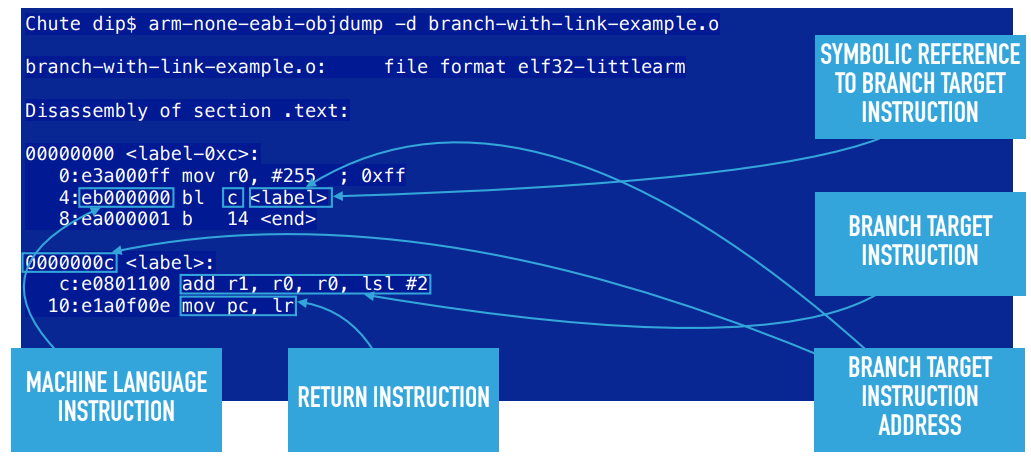 Chute dip$ arm-none-eabi-objdump -d branch-with-link-example.o
branch-with-link-example.o:     file format elf32-littlearm
Disassembly of section .text:
00000000 <label-0xc>:
0:e3a000ff mov r0, #255  ; 0xff
4:eb000000 bl  c <label>
8:ea000001 b   14 <end>
0000000c <label>:
c:e0801100 add r1, r0, r0, lsl #2
10:e1a0f00e mov pc, lr
SYMBOLIC REFERENCE
TO BRANCH TARGET
INSTRUCTION
BRANCH TARGET
INSTRUCTION
MACHINE LANGUAGE
INSTRUCTION
RETURN INSTRUCTION
BRANCH TARGET
INSTRUCTION
ADDRESS